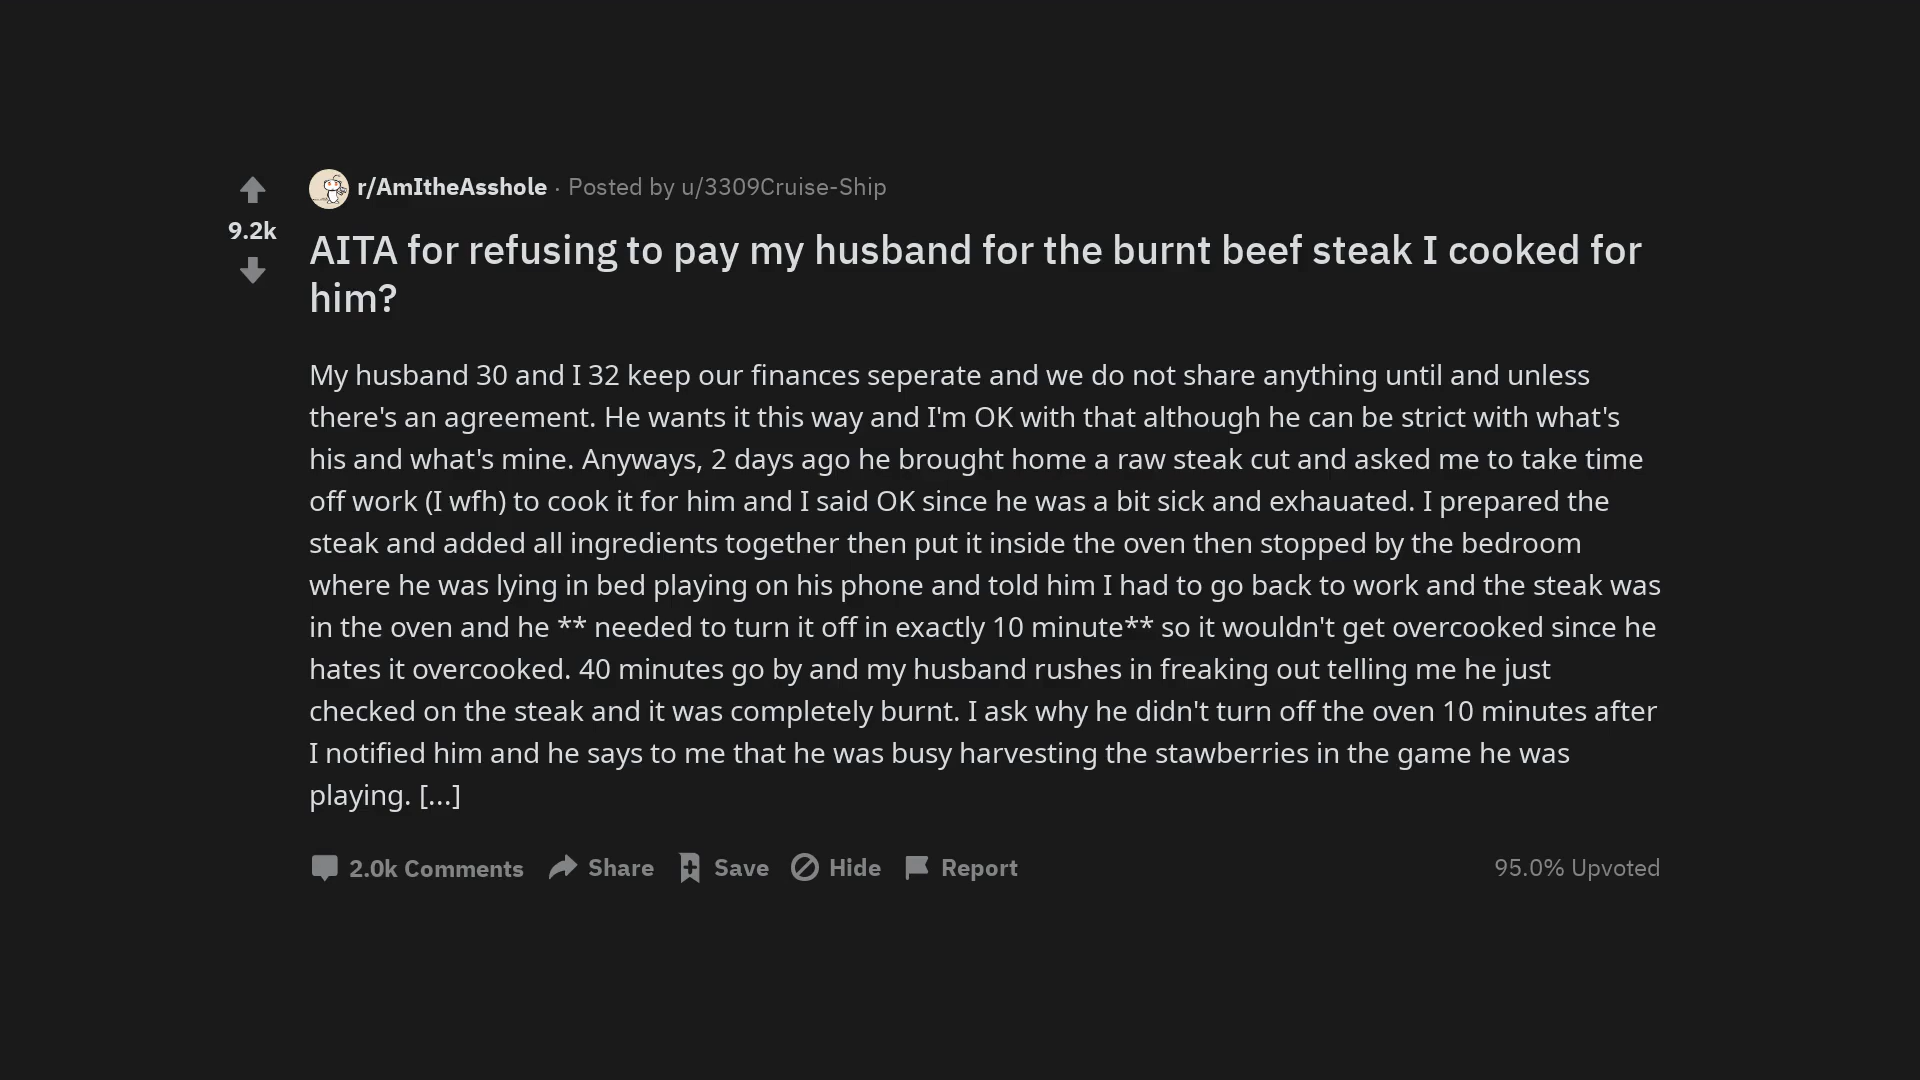 r/AmItheAsshole · Posted by u/3309Cruise-Ship
9.2k
AITA for refusing to pay my husband for the burnt beef steak I cooked for
him?
My husband 30 and I 32 keep our finances seperate and we do not share anything until and unless
there's an agreement. He wants it this way and I'm OK with that although he can be strict with what's
his and what's mine. Anyways, 2 days ago he brought home a raw steak cut and asked me to take time
off work (I wfh) to cook it for him and I said OK since he was a bit sick and exhauated. I prepared the
steak and added all ingredients together then put it inside the oven then stopped by the bedroom
where he was lying in bed playing on his phone and told him I had to go back to work and the steak was
in the oven and he ** needed to turn it off in exactly 10 minute** so it wouldn't get overcooked since he
hates it overcooked. 40 minutes go by and my husband rushes in freaking out telling me he just
checked on the steak and it was completely burnt. I ask why he didn't turn off the oven 10 minutes after
I notified him and he says to me that he was busy harvesting the stawberries in the game he was
playing. [...]
2.0k Comments Share Save Hide Report 95.0% Upvoted